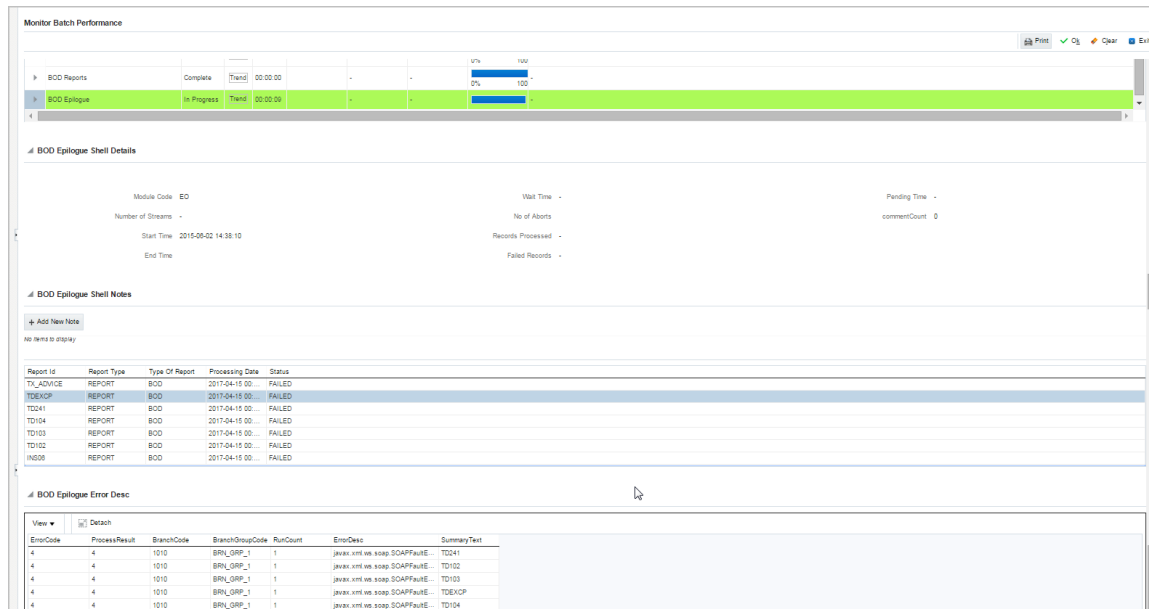 Monitor Batch Performance
Print Ok Clear Exi
0% 100
BOD Reports Complete Trend 00:00:00 - - -
0% 100
BOD Epilogue In Progress Trend 00:00:09 - - -
BOD Epilogue Shell Details
Module Code EO Wait Time - Pending Time -
Number of Streams - No of Aborts commentCount 0
Start Time 2015-06-02 14:38:10 Records Processed -
End Time Failed Records -
BOD Epilogue Shell Notes
+ Add New Note
No items to display
Report Id Report Type Type Of Report Processing Date Status
TX_ADVICE REPORT BOD 2017-04-15 00:... FAILED
TDEXCP REPORT BOD 2017-04-15 00:... FAILED
TD241 REPORT BOD 2017-04-15 00:... FAILED
TD104 REPORT BOD 2017-04-15 00:... FAILED
TD103 REPORT BOD 2017-04-15 00:... FAILED
TD102 REPORT BOD 2017-04-15 00:... FAILED
INS06 REPORT BOD 2017-04-15 00:... FAILED
BOD Epilogue Error Desc
View Detach
ErrorCode ProcessResult BranchCode BranchGroupCode RunCount ErrorDesc SummaryText
4 4 1010 BRN_GRP_1 1 javax.xml.ws.soap.SOAPFaultE... TD241
4 4 1010 BRN_GRP_1 1 javax.xml.ws.soap.SOAPFaultE... TD102
4 4 1010 BRN_GRP_1 1 javax.xml.ws.soap.SOAPFaultE... TD103
4 4 1010 BRN_GRP_1 1 javax.xml.ws.soap.SOAPFaultE... TDEXCP
4 4 1010 BRN_GRP_1 1 javax.xml.ws.soap.SOAPFaultE... TD104